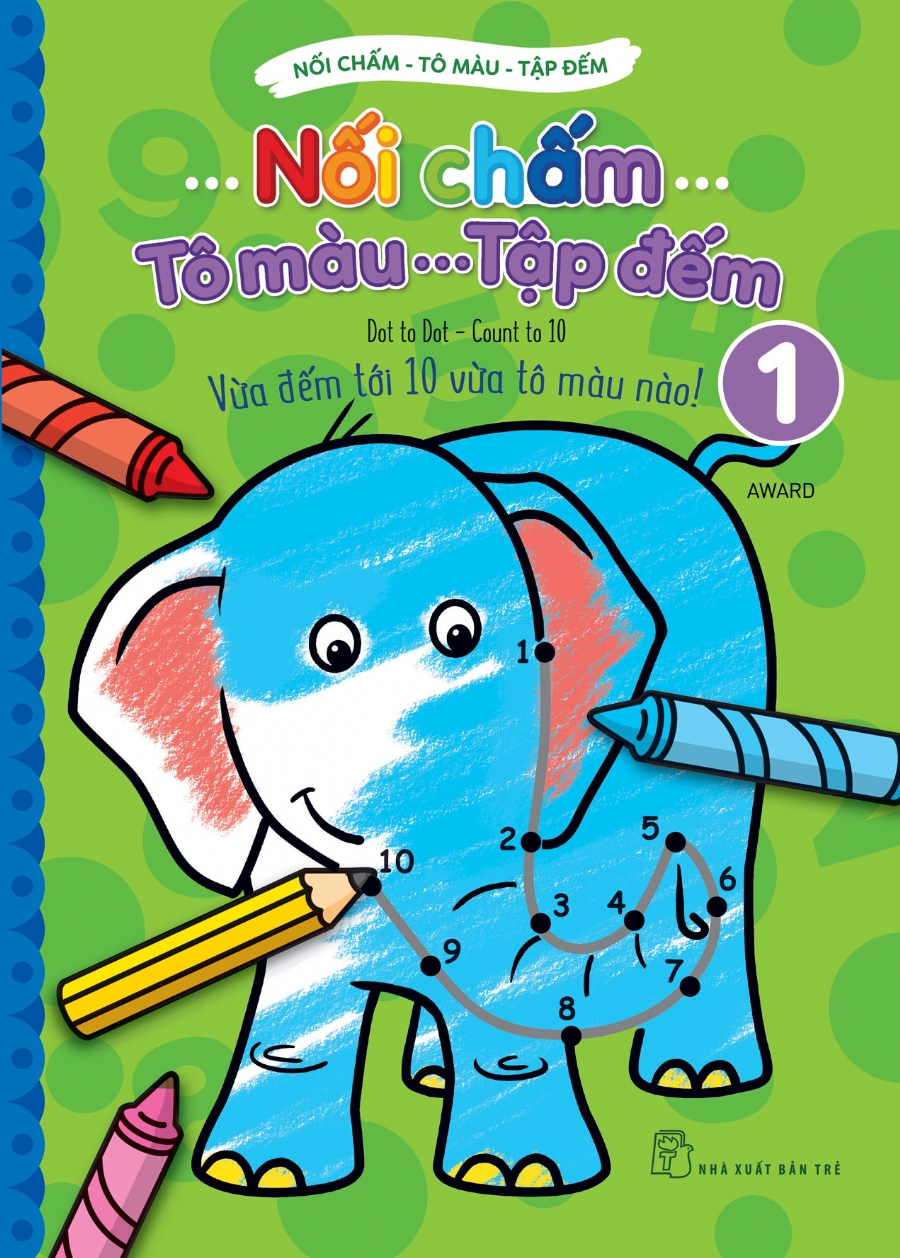 NỐI CHẤM - TÔ MÀU - TẬP ĐẾM
... Nối chấm ...
Tô màu ... Tập đếm
Dot to Dot – Count to 10
Vừa đếm tới 10 vừa tô màu nào!
1
AWARD
1
2
3
4
5
6
7
8
9
10
NHÀ XUẤT BẢN TRẺ